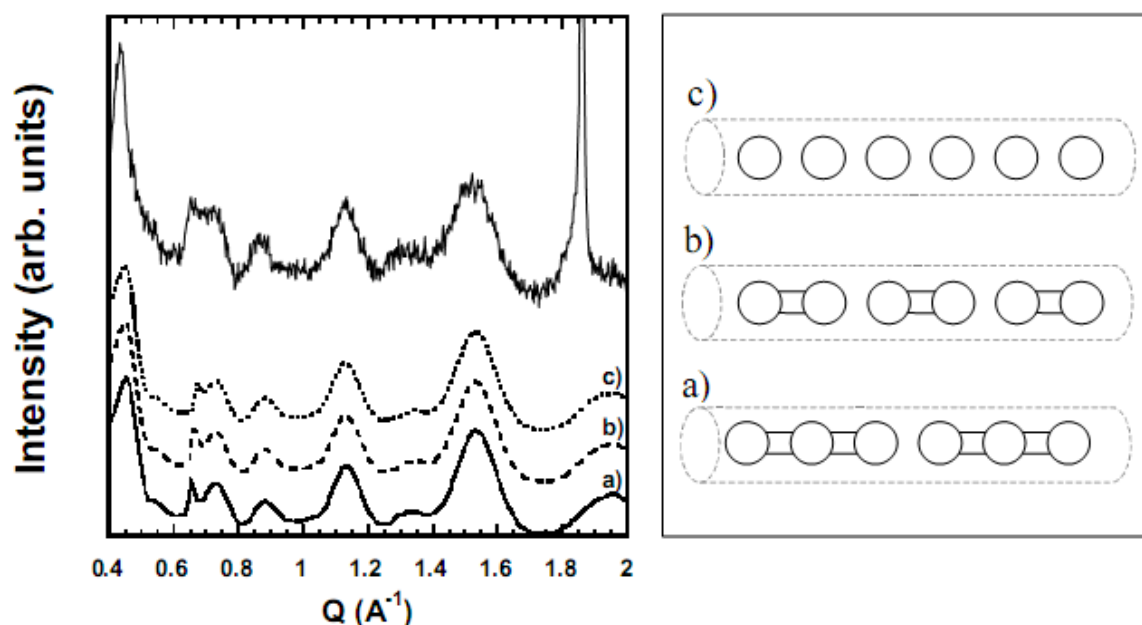 Intensity (arb. units)
c)
b)
a)
0.4 0.6 0.8 1 1.2 1.4 1.6 1.8 2
Q (A⁻¹)
c)
b)
a)